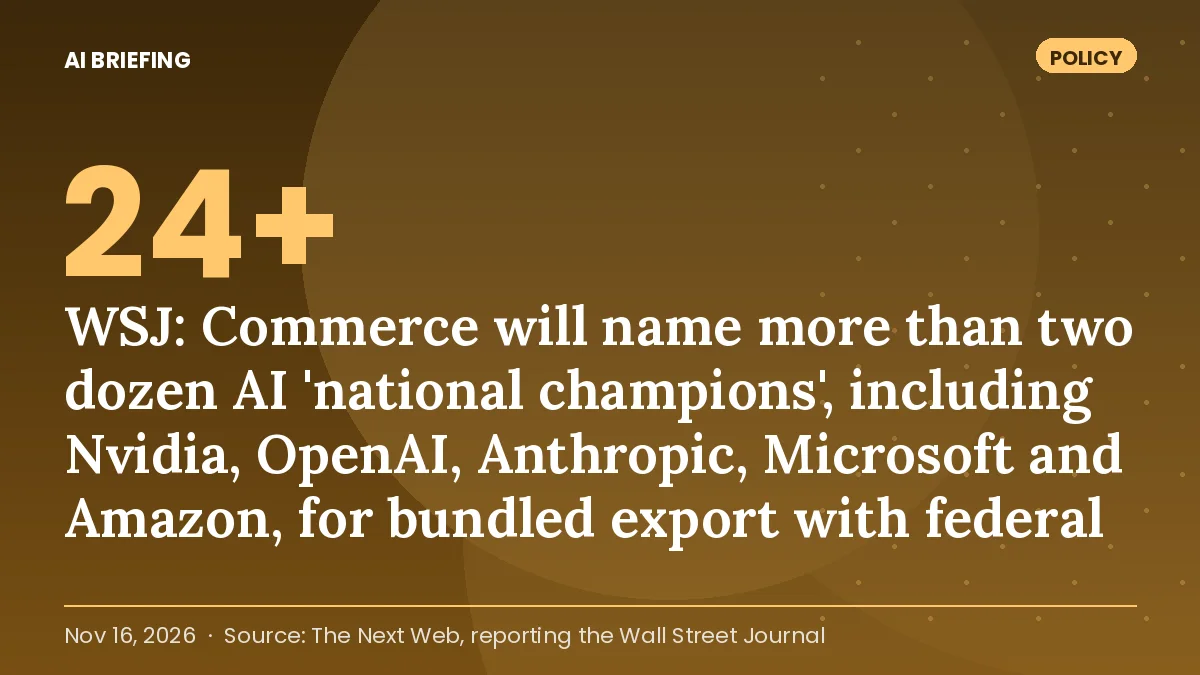 AI BRIEFING
POLICY
24+
WSJ: Commerce will name more than two
dozen AI 'national champions', including
Nvidia, OpenAI, Anthropic, Microsoft and
Amazon, for bundled export with federal
Nov 16, 2026 · Source: The Next Web, reporting the Wall Street Journal